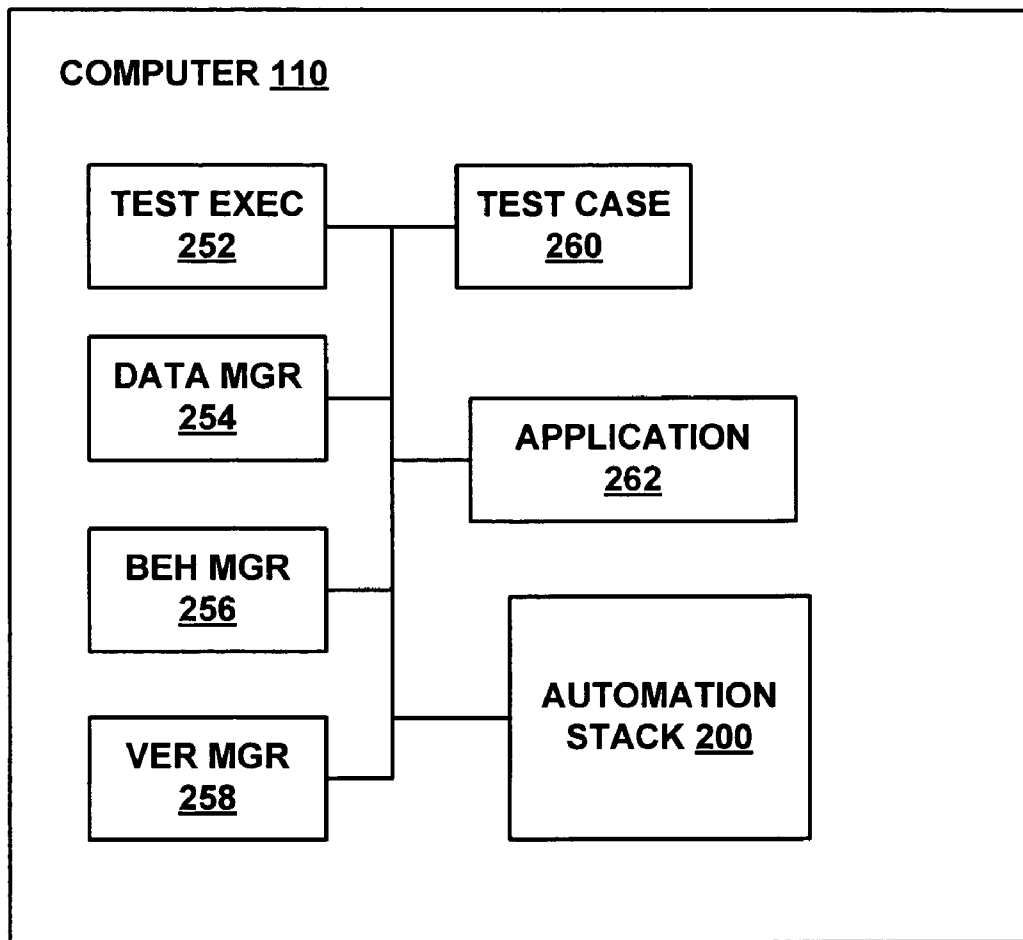 COMPUTER 110
TEST EXEC
252
TEST CASE
260
DATA MGR
254
APPLICATION
262
BEH MGR
256
AUTOMATION
STACK 200
VER MGR
258